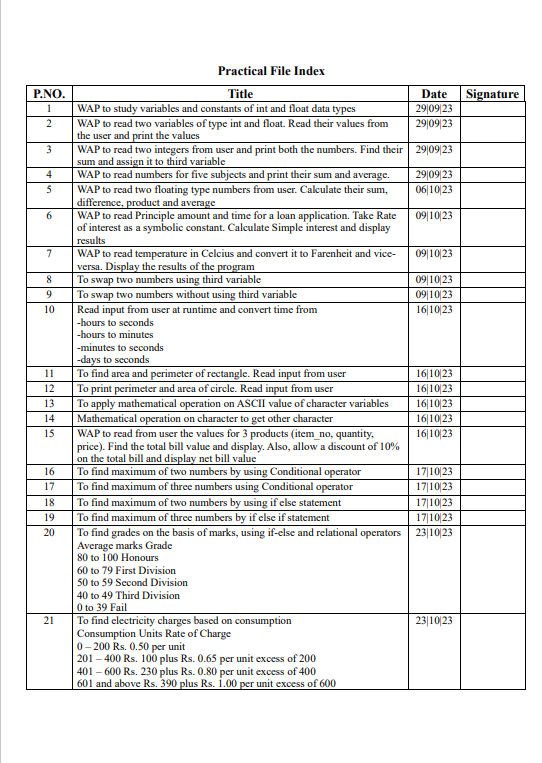 Practical File Index
P.NO. Title Date Signature
1 WAP to study variables and constants of int and float data types 29|09|23
2 WAP to read two variables of type int and float. Read their values from 29|09|23
the user and print the values
3 WAP to read two integers from user and print both the numbers. Find their 29|09|23
sum and assign it to third variable
4 WAP to read numbers for five subjects and print their sum and average. 29|09|23
5 WAP to read two floating type numbers from user. Calculate their sum, 06|10|23
difference, product and average
6 WAP to read Principle amount and time for a loan application. Take Rate 09|10|23
of interest as a symbolic constant. Calculate Simple interest and display
results
7 WAP to read temperature in Celcius and convert it to Farenheit and vice- 09|10|23
versa. Display the results of the program
8 To swap two numbers using third variable 09|10|23
9 To swap two numbers without using third variable 09|10|23
10 Read input from user at runtime and convert time from 16|10|23
-hours to seconds
-hours to minutes
-minutes to seconds
-days to seconds
11 To find area and perimeter of rectangle. Read input from user 16|10|23
12 To print perimeter and area of circle. Read input from user 16|10|23
13 To apply mathematical operation on ASCII value of character variables 16|10|23
14 Mathematical operation on character to get other character 16|10|23
15 WAP to read from user the values for 3 products (item_no, quantity, 16|10|23
price). Find the total bill value and display. Also, allow a discount of 10%
on the total bill and display net bill value
16 To find maximum of two numbers by using Conditional operator 17|10|23
17 To find maximum of three numbers using Conditional operator 17|10|23
18 To find maximum of two numbers by using if else statement 17|10|23
19 To find maximum of three numbers by if else if statement 17|10|23
20 To find grades on the basis of marks, using if-else and relational operators 23|10|23
Average marks Grade
80 to 100 Honours
60 to 79 First Division
50 to 59 Second Division
40 to 49 Third Division
0 to 39 Fail
21 To find electricity charges based on consumption 23|10|23
Consumption Units Rate of Charge
0 – 200 Rs. 0.50 per unit
201 – 400 Rs. 100 plus Rs. 0.65 per unit excess of 200
401 – 600 Rs. 230 plus Rs. 0.80 per unit excess of 400
601 and above Rs. 390 plus Rs. 1.00 per unit excess of 600